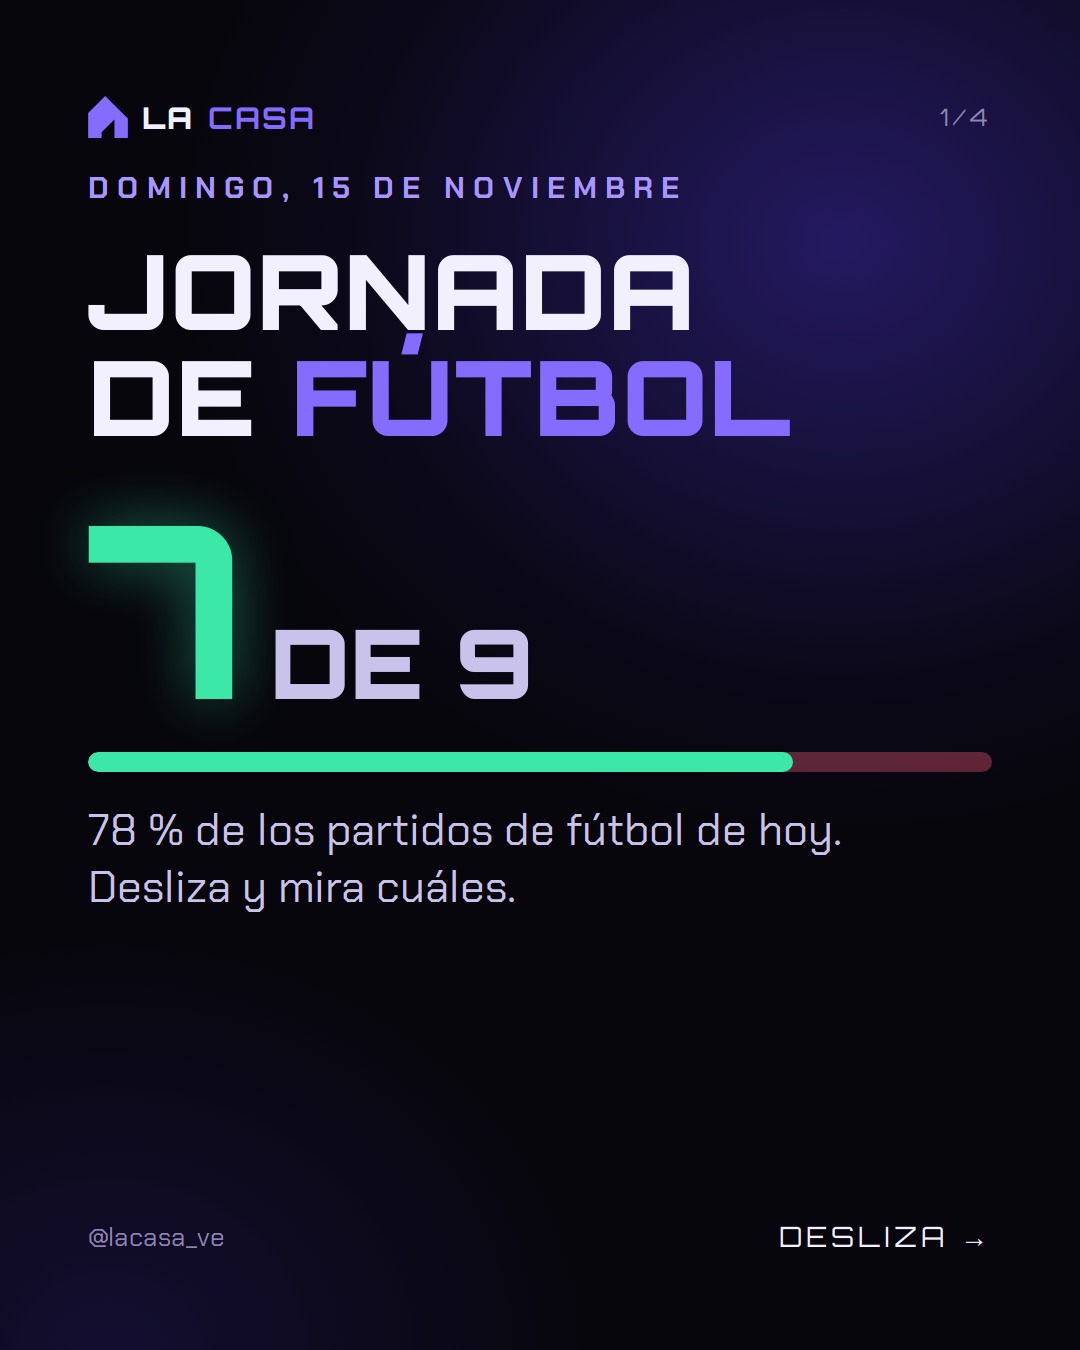 LA CASA
1/4
DOMINGO, 15 DE NOVIEMBRE
JORNADA
DE FÚTBOL
7 DE 9
78 % de los partidos de fútbol de hoy.
Desliza y mira cuáles.
@lacasa_ve
DESLIZA →